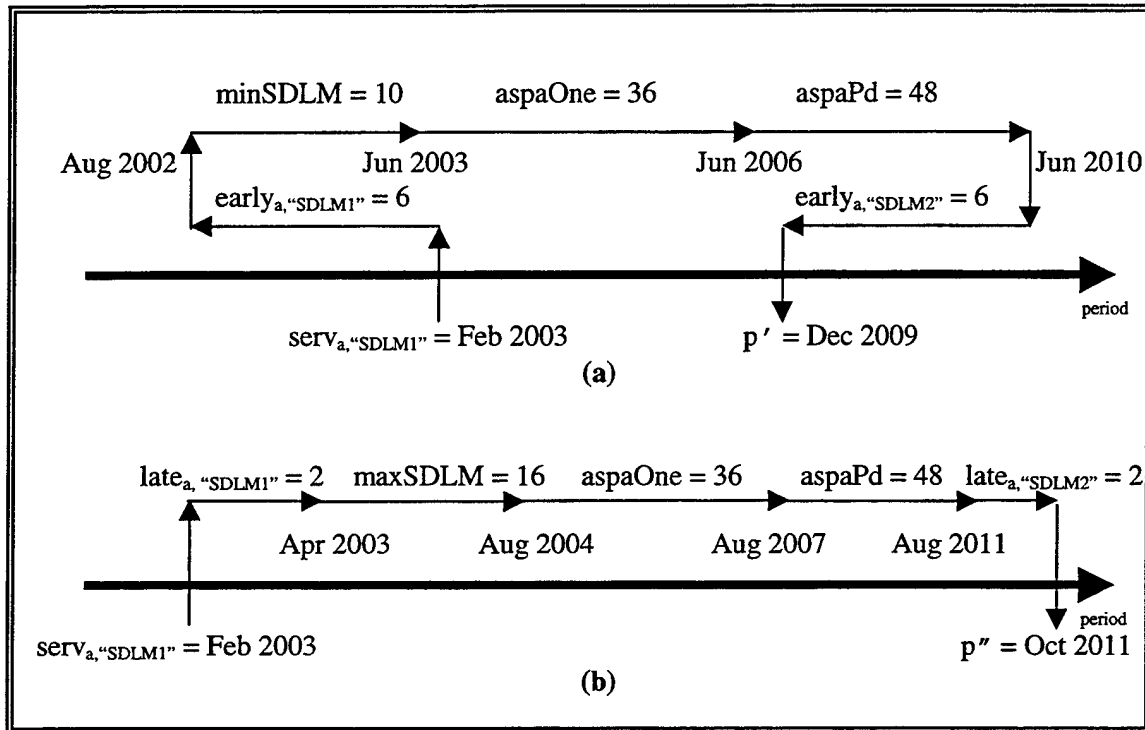 minSDLM = 10 aspaOne = 36 aspaPd = 48
Aug 2002 Jun 2003 Jun 2006 Jun 2010
early a,“SDLM1” = 6 early a,“SDLM2” = 6
period
serv a,“SDLM1” = Feb 2003 p′ = Dec 2009
(a)
late a, “SDLM1” = 2 maxSDLM = 16 aspaOne = 36 aspaPd = 48 late a,“SDLM2” = 2
Apr 2003 Aug 2004 Aug 2007 Aug 2011
period
serv a,“SDLM1” = Feb 2003 p″ = Oct 2011
(b)